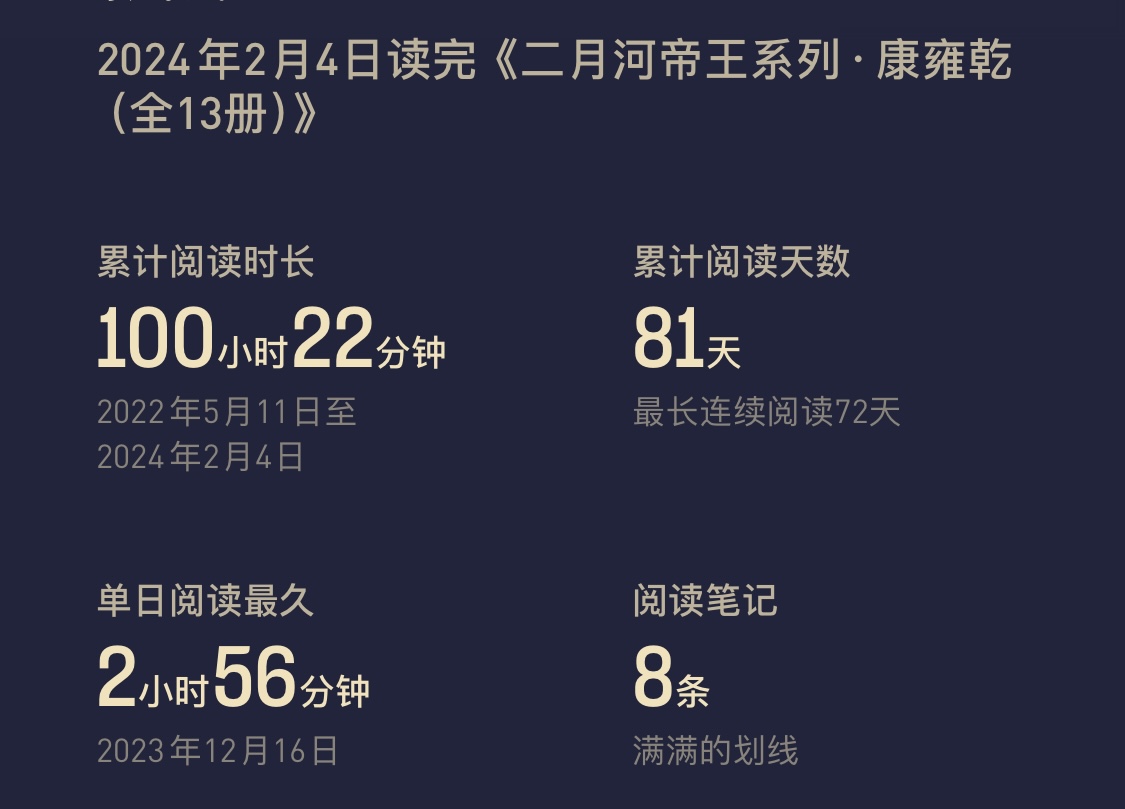 2024年2月4日读完《二月河帝王系列·康雍乾
（全13册）》
累计阅读时长
100小时22分钟
2022年5月11日至
2024年2月4日
累计阅读天数
81天
最长连续阅读72天
单日阅读最久
2小时56分钟
2023年12月16日
阅读笔记
8条
满满的划线